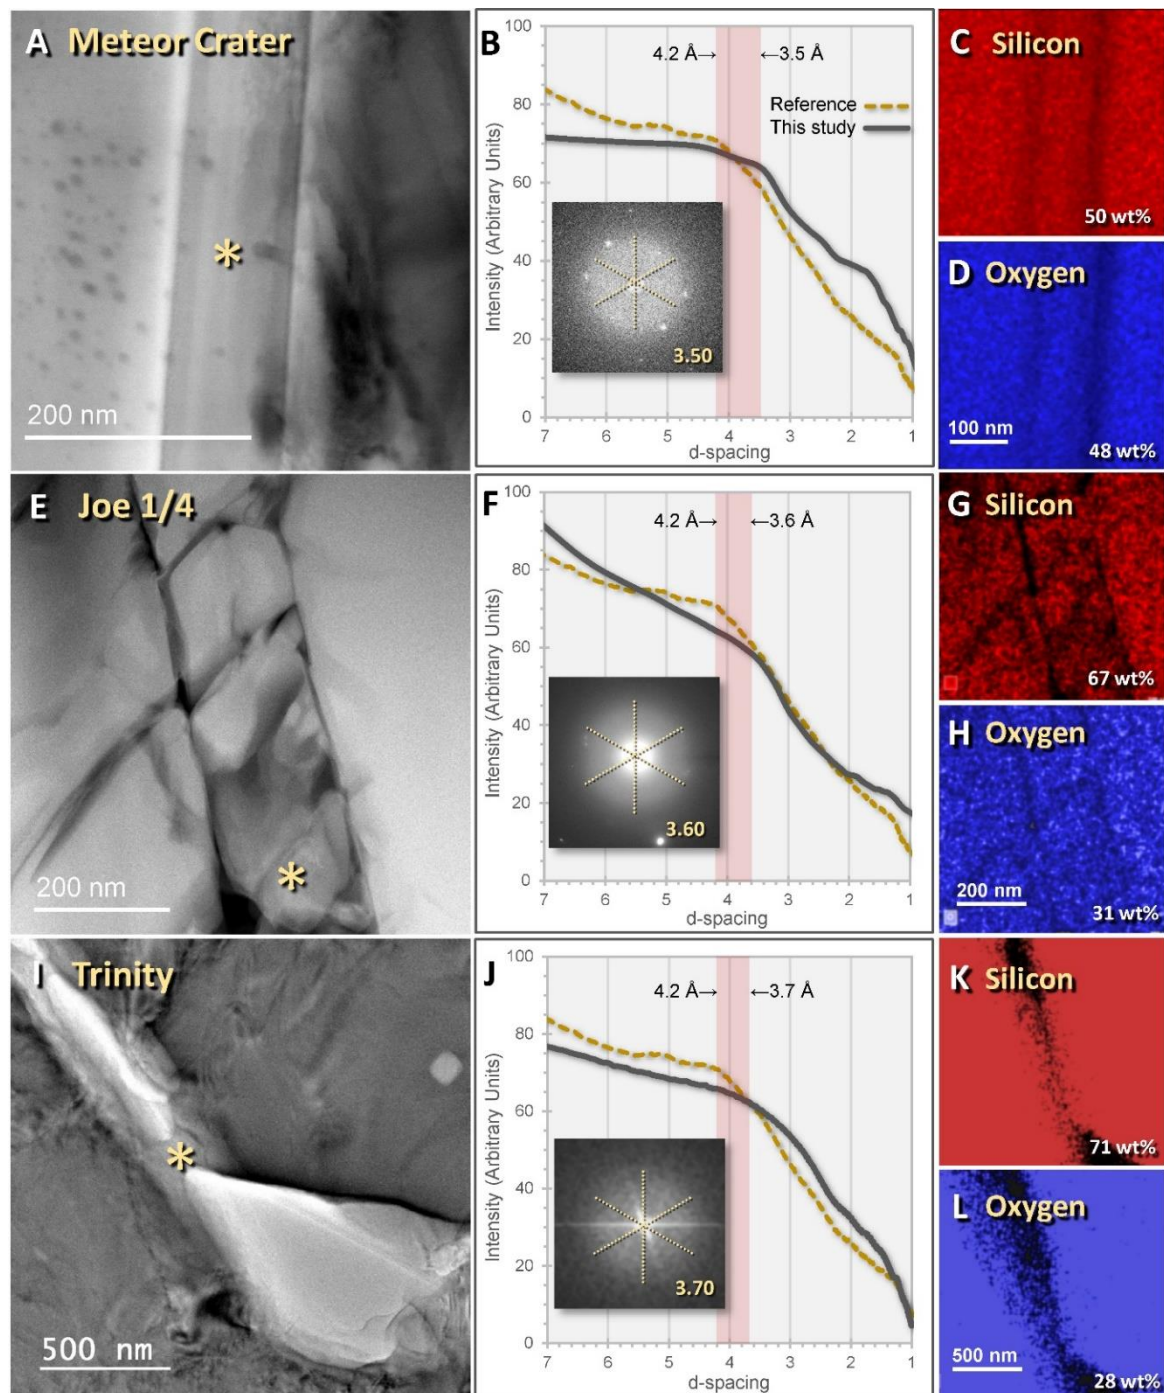 A Meteor Crater
*
200 nm
B
100
80
60
40
20
0
Intensity (Arbitrary Units)
4.2 Å→ ←3.5 Å
Reference
This study
3.50
7 6 5 4 3 2 1
d-spacing
C Silicon
50 wt%
D Oxygen
100 nm
48 wt%
E Joe 1/4
*
200 nm
F
100
80
60
40
20
0
Intensity (Arbitrary Units)
4.2 Å→ ←3.6 Å
3.60
7 6 5 4 3 2 1
d-spacing
G Silicon
67 wt%
H Oxygen
200 nm
31 wt%
I Trinity
*
500 nm
J
100
80
60
40
20
0
Intensity (Arbitrary Units)
4.2 Å→ ←3.7 Å
3.70
7 6 5 4 3 2 1
d-spacing
K Silicon
71 wt%
L Oxygen
500 nm
28 wt%